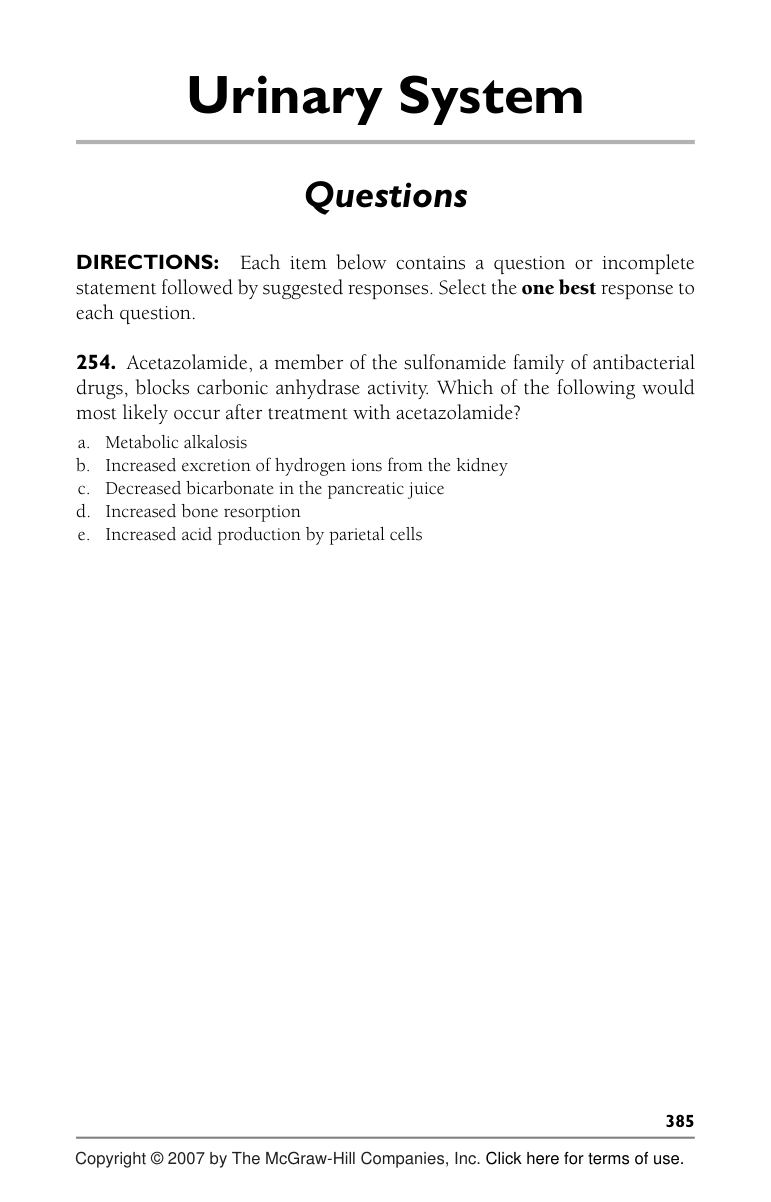 Urinary System
Questions
DIRECTIONS: Each item below contains a question or incomplete
statement followed by suggested responses. Select the one best response to
each question.
254. Acetazolamide, a member of the sulfonamide family of antibacterial
drugs, blocks carbonic anhydrase activity. Which of the following would
most likely occur after treatment with acetazolamide?
a. Metabolic alkalosis
b. Increased excretion of hydrogen ions from the kidney
c. Decreased bicarbonate in the pancreatic juice
d. Increased bone resorption
e. Increased acid production by parietal cells
385
Copyright © 2007 by The McGraw-Hill Companies, Inc. Click here for terms of use.